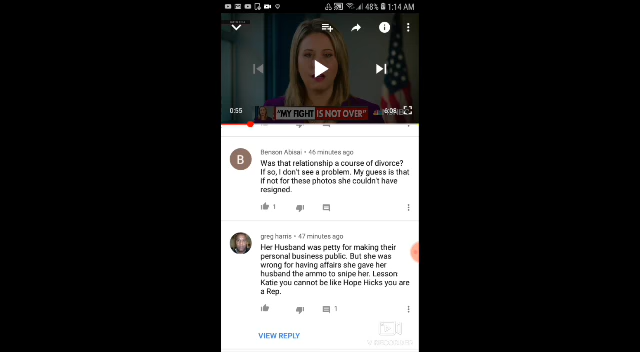 48% 1:14 AM
0:55
"MY FIGHT IS NOT OVER"
6:08
B
Benson Abisai • 46 minutes ago
Was that relationship a course of divorce?
If so, I don't see a problem. My guess is that
if not for these photos she couldn't have
resigned.
1
greg harris • 47 minutes ago
Her Husband was petty for making their
personal business public. But she was
wrong for having affairs she gave her
husband the ammo to snipe her. Lesson:
Katie you cannot be like Hope Hicks you are
a Rep.
1
VIEW REPLY